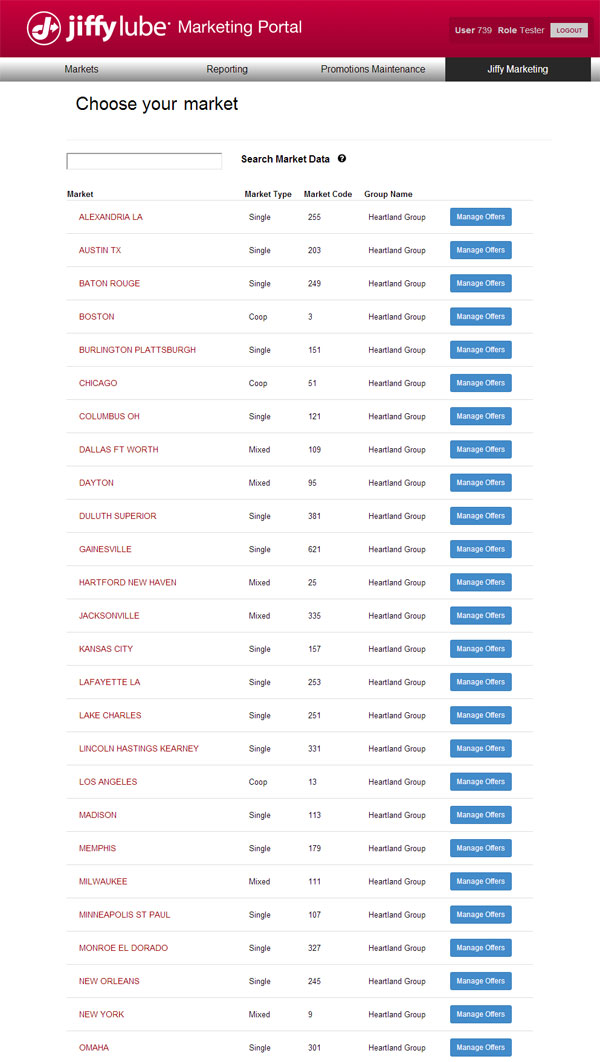 jiffylube Marketing Portal
User 739 Role Tester LOGOUT
Markets Reporting Promotions Maintenance Jiffy Marketing
Choose your market
Search Market Data ?
Market Market Type Market Code Group Name
ALEXANDRIA LA Single 255 Heartland Group Manage Offers
AUSTIN TX Single 203 Heartland Group Manage Offers
BATON ROUGE Single 249 Heartland Group Manage Offers
BOSTON Coop 3 Heartland Group Manage Offers
BURLINGTON PLATTSBURGH Single 151 Heartland Group Manage Offers
CHICAGO Coop 51 Heartland Group Manage Offers
COLUMBUS OH Single 121 Heartland Group Manage Offers
DALLAS FT WORTH Mixed 109 Heartland Group Manage Offers
DAYTON Mixed 95 Heartland Group Manage Offers
DULUTH SUPERIOR Single 381 Heartland Group Manage Offers
GAINESVILLE Single 621 Heartland Group Manage Offers
HARTFORD NEW HAVEN Mixed 25 Heartland Group Manage Offers
JACKSONVILLE Mixed 335 Heartland Group Manage Offers
KANSAS CITY Single 157 Heartland Group Manage Offers
LAFAYETTE LA Single 253 Heartland Group Manage Offers
LAKE CHARLES Single 251 Heartland Group Manage Offers
LINCOLN HASTINGS KEARNEY Single 331 Heartland Group Manage Offers
LOS ANGELES Coop 13 Heartland Group Manage Offers
MADISON Single 113 Heartland Group Manage Offers
MEMPHIS Single 179 Heartland Group Manage Offers
MILWAUKEE Mixed 111 Heartland Group Manage Offers
MINNEAPOLIS ST PAUL Single 107 Heartland Group Manage Offers
MONROE EL DORADO Single 327 Heartland Group Manage Offers
NEW ORLEANS Single 245 Heartland Group Manage Offers
NEW YORK Mixed 9 Heartland Group Manage Offers
OMAHA Single 301 Heartland Group Manage Offers